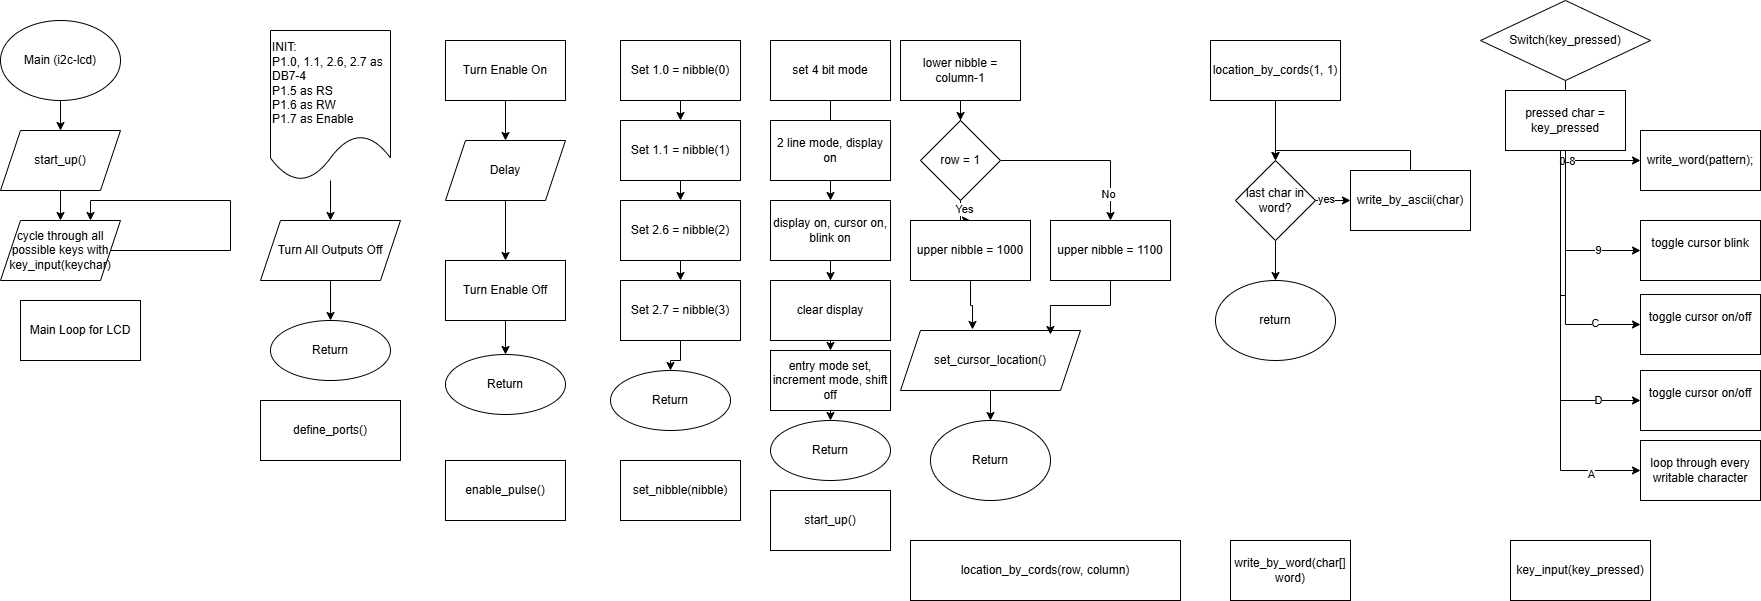 Main (i2c-lcd)
start_up()
cycle through all
possible keys with
key_input(keychar)
Main Loop for LCD
INIT:
P1.0, 1.1, 2.6, 2.7 as
DB7-4
P1.5 as RS
P1.6 as RW
P1.7 as Enable
Turn All Outputs Off
Return
define_ports()
Turn Enable On
Delay
Turn Enable Off
Return
enable_pulse()
Set 1.0 = nibble(0)
Set 1.1 = nibble(1)
Set 2.6 = nibble(2)
Set 2.7 = nibble(3)
Return
set_nibble(nibble)
set 4 bit mode
2 line mode, display
on
display on, cursor on,
blink on
clear display
entry mode set,
increment mode, shift
off
Return
start_up()
lower nibble =
column-1
row = 1
Yes
No
upper nibble = 1000
upper nibble = 1100
set_cursor_location()
Return
location_by_cords(row, column)
location_by_cords(1, 1)
last char in
word?
yes
write_by_ascii(char)
return
write_by_word(char[]
word)
Switch(key_pressed)
pressed char =
key_pressed
0-8
write_word(pattern);
9
toggle cursor blink
C
toggle cursor on/off
D
toggle cursor on/off
A
loop through every
writable character
key_input(key_pressed)